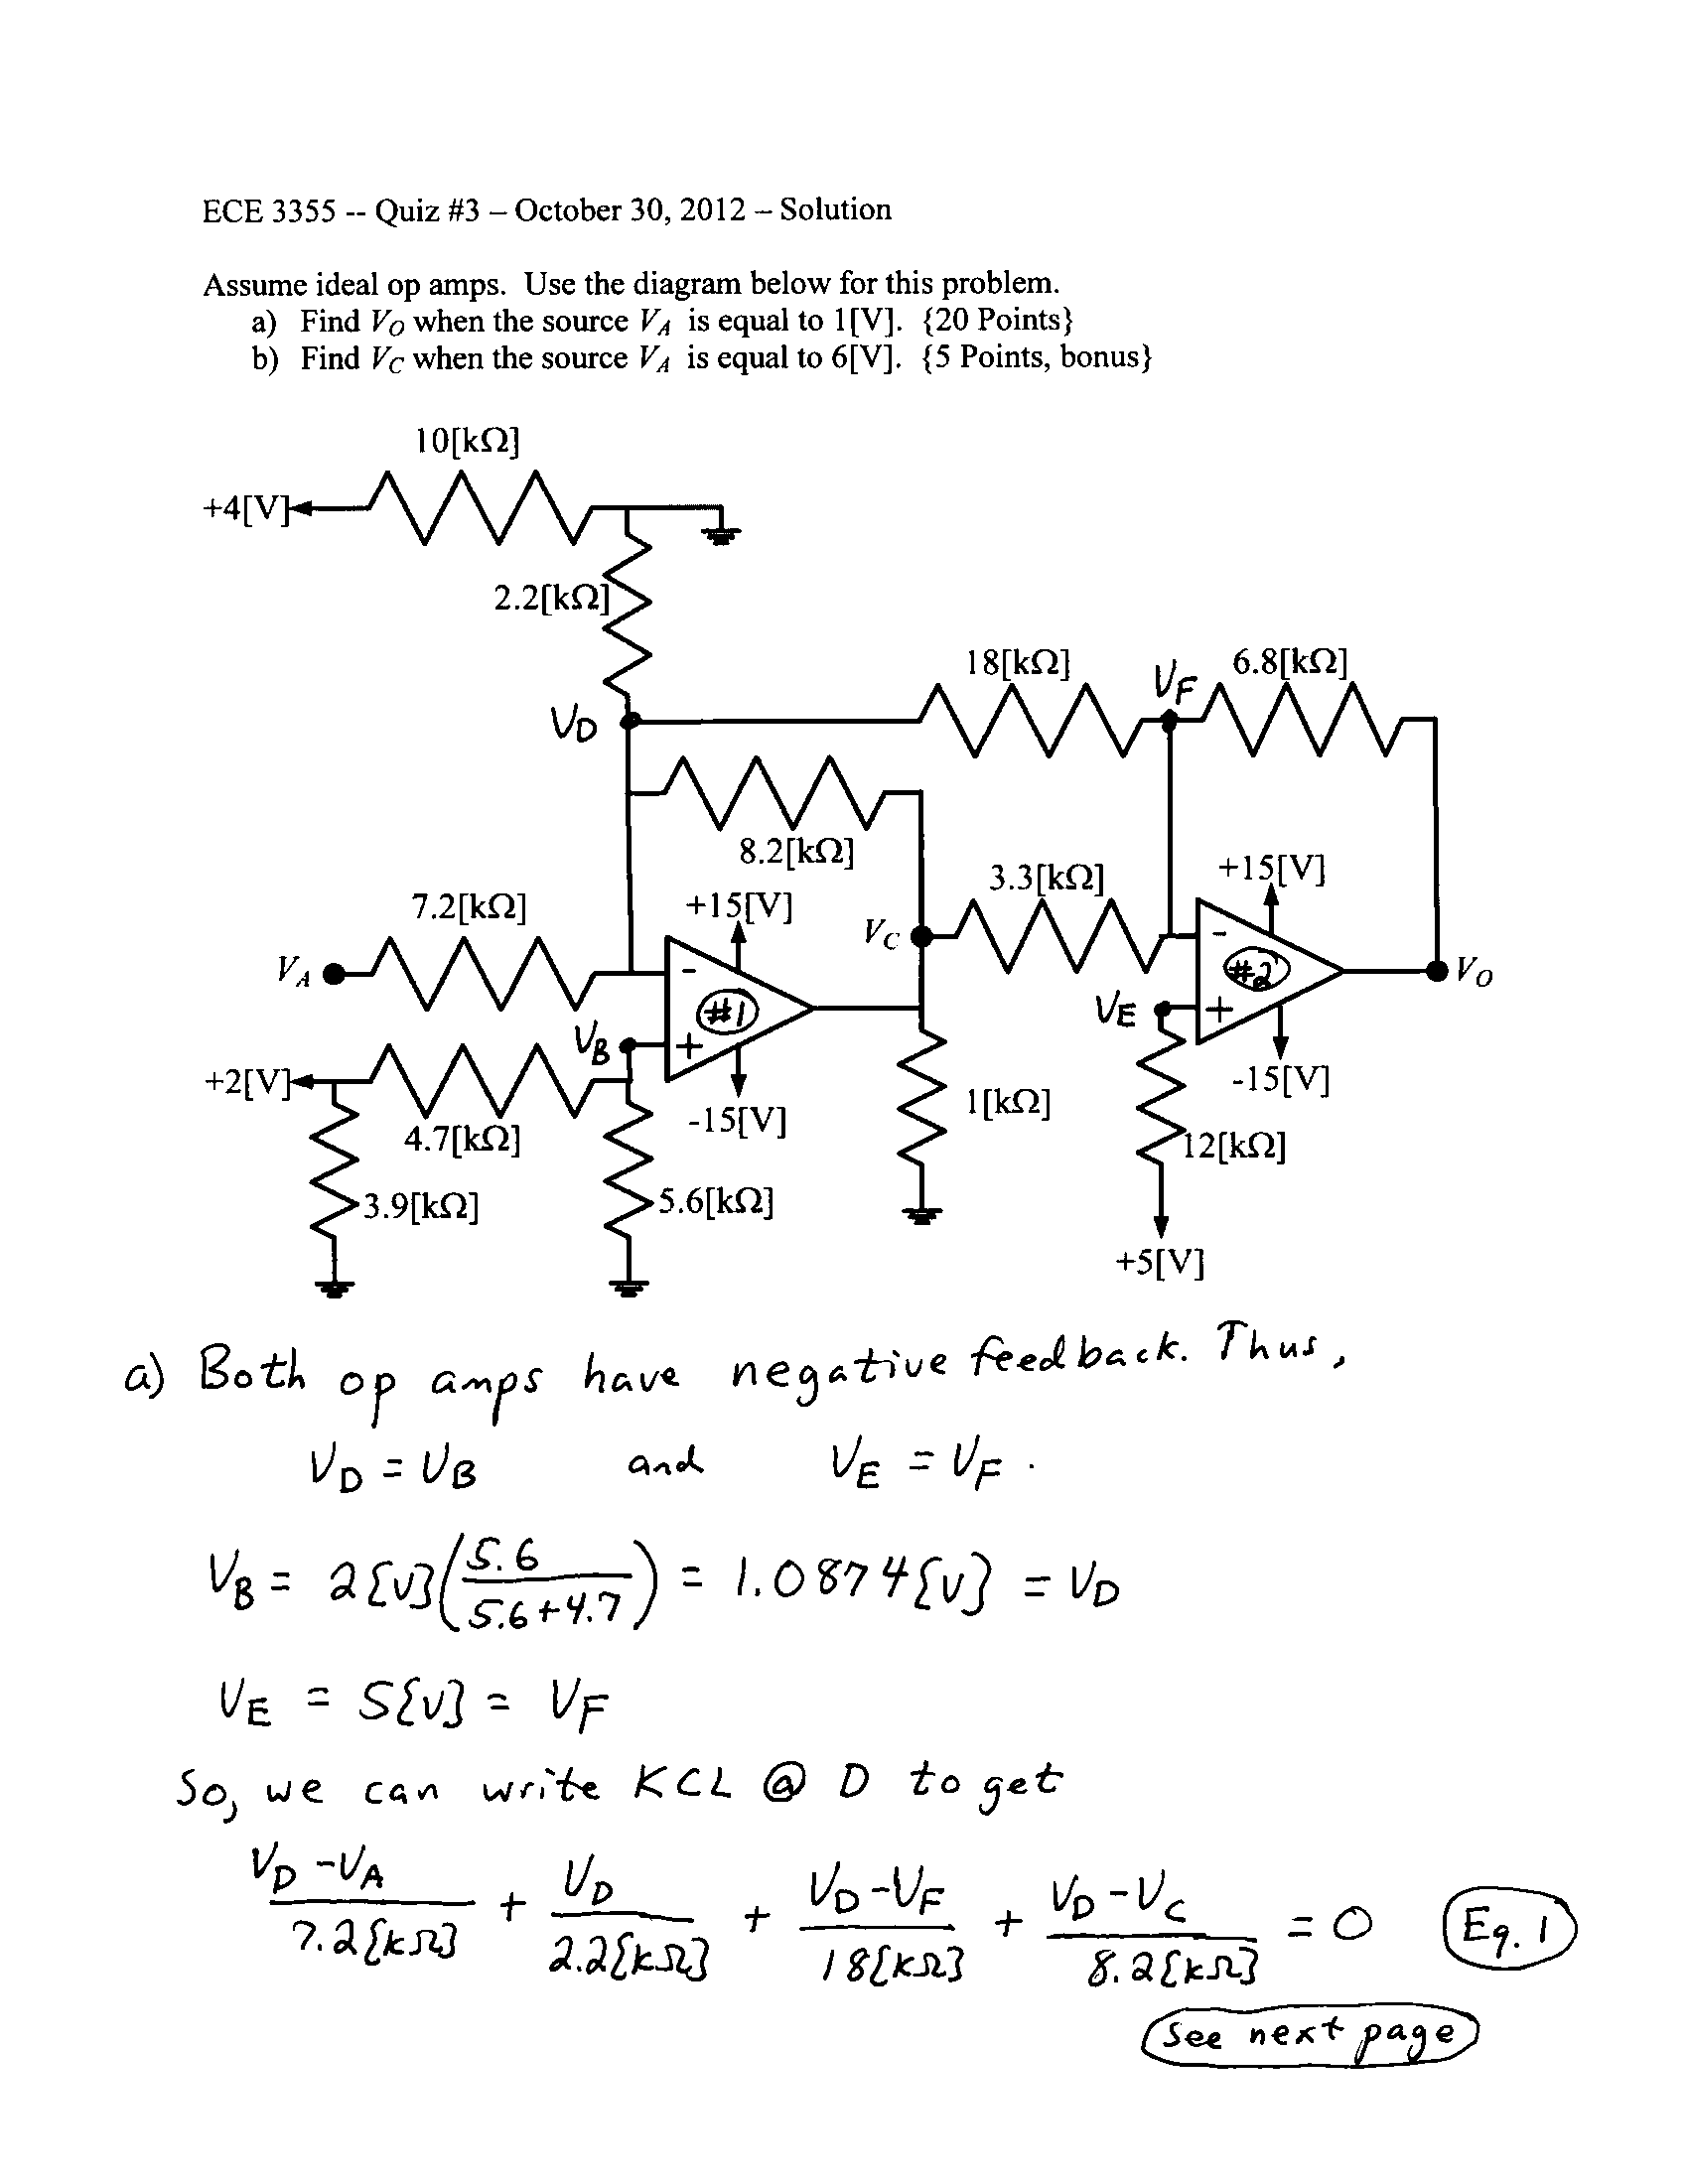 ECE 3355 -- Quiz #3 – October 30, 2012 – Solution
Assume ideal op amps.  Use the diagram below for this problem.
a) Find V_O when the source V_A is equal to 1[V]. {20 Points}
b) Find V_C when the source V_A is equal to 6[V]. {5 Points, bonus}
10[kΩ]
+4[V]
2.2[kΩ]
18[kΩ]
V_F
6.8[kΩ]
V_D
8.2[kΩ]
3.3[kΩ]
+15[V]
7.2[kΩ]
+15[V]
V_C
V_A
-
#1
+
-
#2
+
V_O
V_B
V_E
+2[V]
-15[V]
-15[V]
4.7[kΩ]
1[kΩ]
12[kΩ]
3.9[kΩ]
5.6[kΩ]
+5[V]
a) Both op amps have negative feedback. Thus,
V_D = V_B and V_E = V_F .
V_B = 2{V}(5.6/(5.6+4.7)) = 1.0874{V} = V_D
V_E = 5{V} = V_F
So, we can write KCL @ D to get
(V_D - V_A)/7.2{kΩ} + V_D/2.2{kΩ} + (V_D - V_F)/18{kΩ} + (V_D - V_C)/8.2{kΩ} = 0 Eq. 1
See next page